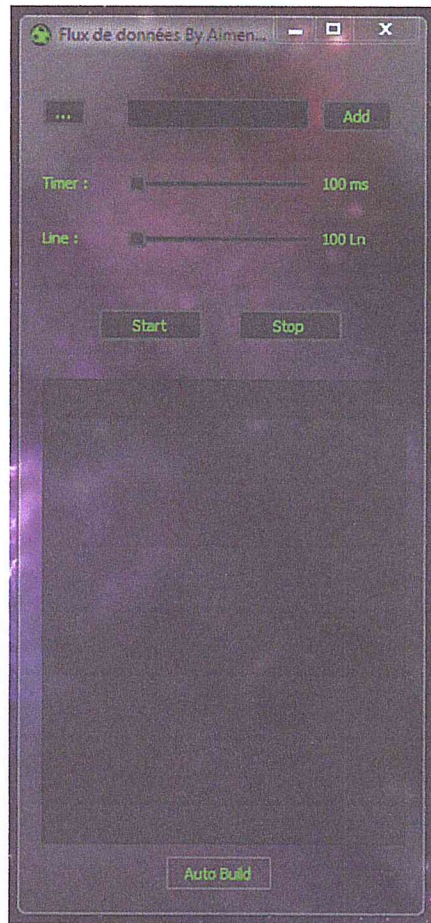 Flux de données By Aimen...
... Add
Timer : 100 ms
Line : 100 Ln
Start Stop
Auto Build